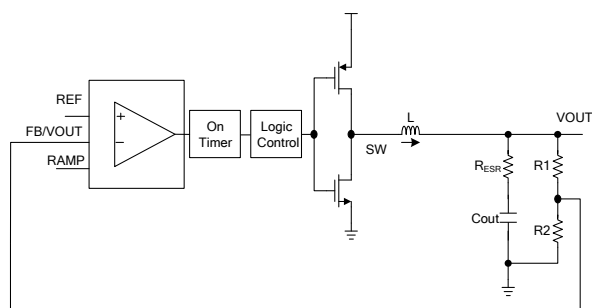 REF
FB/VOUT
RAMP
+
−
On
Timer
Logic
Control
SW
L
VOUT
RESR
R1
Cout
R2